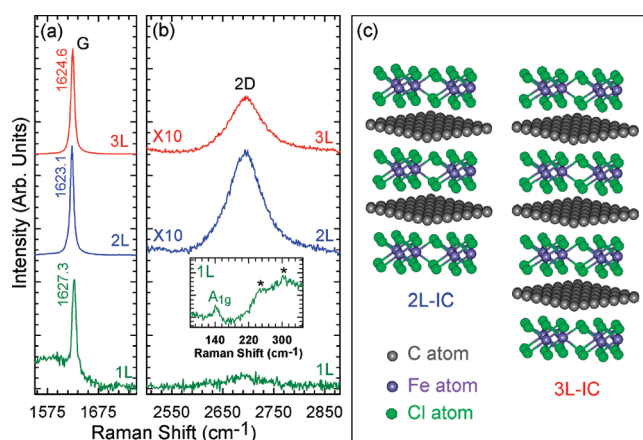 (a)
(b)
(c)
G
2D
1624.6
1623.1
1627.3
3L
2L
1L
X10
3L
X10
2L
1L
1L
A1g
*
*
140 220 300
Raman Shift (cm-1)
Intensity (Arb. Units)
1575 1675
2550 2650 2750 2850
Raman Shift (cm-1)
2L-IC
3L-IC
C atom
Fe atom
Cl atom